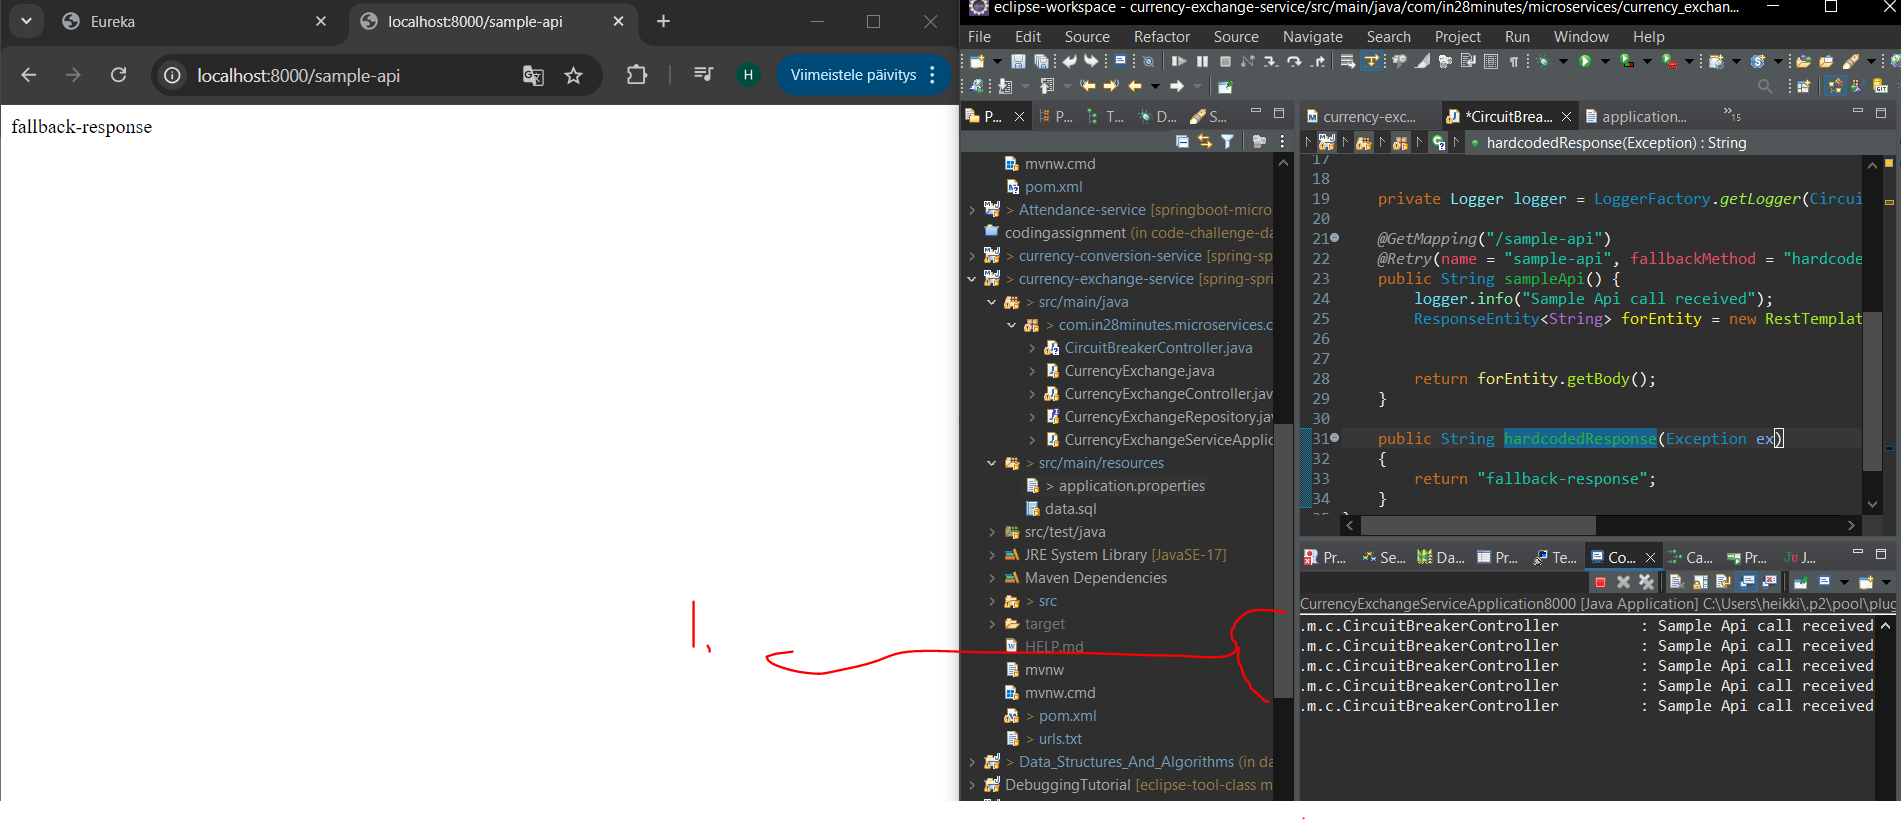 Eureka
localhost:8000/sample-api
localhost:8000/sample-api
H
Viimeistele päivitys
fallback-response
1.
eclipse-workspace - currency-exchange-service/src/main/java/com/in28minutes/microservices/currency_exchan...
File Edit Source Refactor Source Navigate Search Project Run Window Help
P... P... T... D... S...
mvnw.cmd
pom.xml
> Attendance-service [springboot-micro
codingassignment (in code-challenge-da
> currency-conversion-service [spring-sp
> currency-exchange-service [spring-spri
> src/main/java
> com.in28minutes.microservices.c
CircuitBreakerController.java
CurrencyExchange.java
CurrencyExchangeController.jav
CurrencyExchangeRepository.ja
CurrencyExchangeServiceApplic
> src/main/resources
> application.properties
data.sql
src/test/java
JRE System Library [JavaSE-17]
Maven Dependencies
> src
target
HELP.md
mvnw
mvnw.cmd
> pom.xml
> urls.txt
> Data_Structures_And_Algorithms (in da
DebuggingTutorial [eclipse-tool-class m
currency-exc... *CircuitBrea... application... »15
hardcodedResponse(Exception) : String
17
18
19 private Logger logger = LoggerFactory.getLogger(Circui
20
21 @GetMapping("/sample-api")
22 @Retry(name = "sample-api", fallbackMethod = "hardcode
23 public String sampleApi() {
24 logger.info("Sample Api call received");
25 ResponseEntity<String> forEntity = new RestTemplat
26
27
28 return forEntity.getBody();
29 }
30
31 public String hardcodedResponse(Exception ex)
32 {
33 return "fallback-response";
34 }
Pr... Se... Da... Pr... Te... Co... Ca... Pr... Ju J...
CurrencyExchangeServiceApplication8000 [Java Application] C:\Users\heikki\.p2\pool\plug
.m.c.CircuitBreakerController : Sample Api call received
.m.c.CircuitBreakerController : Sample Api call received
.m.c.CircuitBreakerController : Sample Api call received
.m.c.CircuitBreakerController : Sample Api call received
.m.c.CircuitBreakerController : Sample Api call received